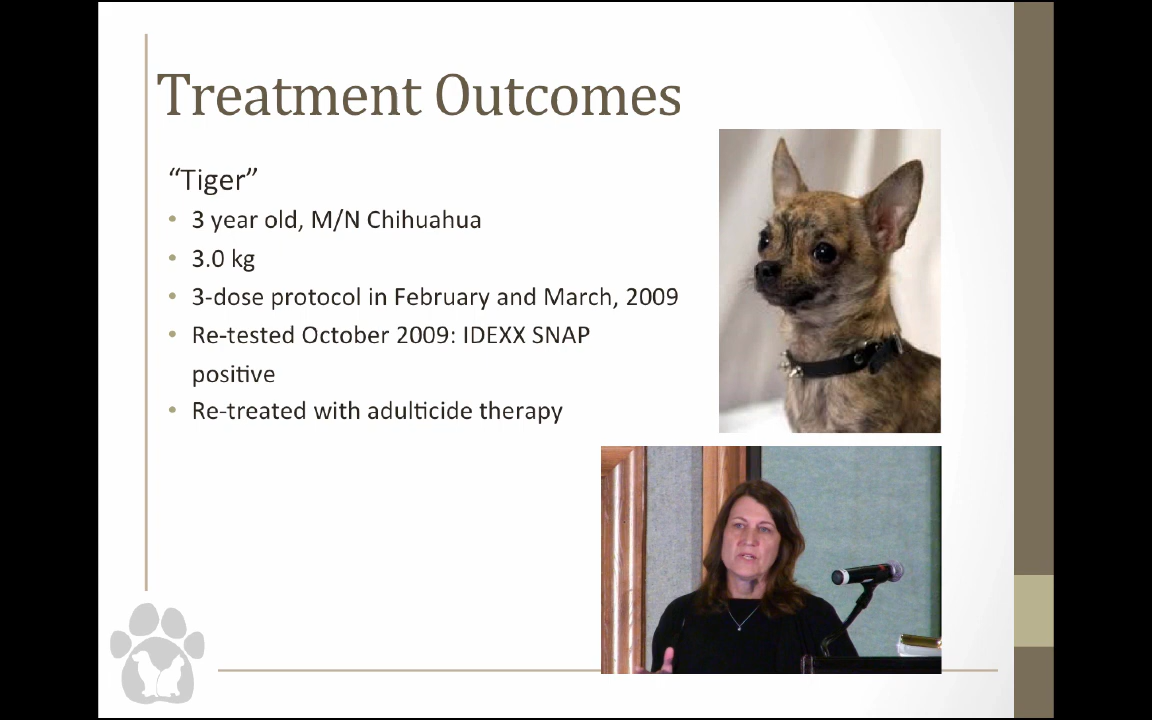 Treatment Outcomes
“Tiger”
• 3 year old, M/N Chihuahua
• 3.0 kg
• 3-dose protocol in February and March, 2009
• Re-tested October 2009: IDEXX SNAP
positive
• Re-treated with adulticide therapy